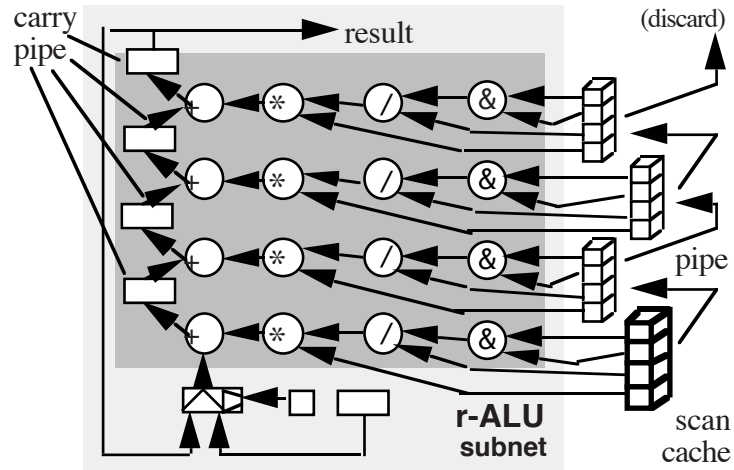 carry
pipe
result
(discard)
+ * / &
+ * / &
+ * / &
pipe
+ * / &
r-ALU
subnet
scan
cache